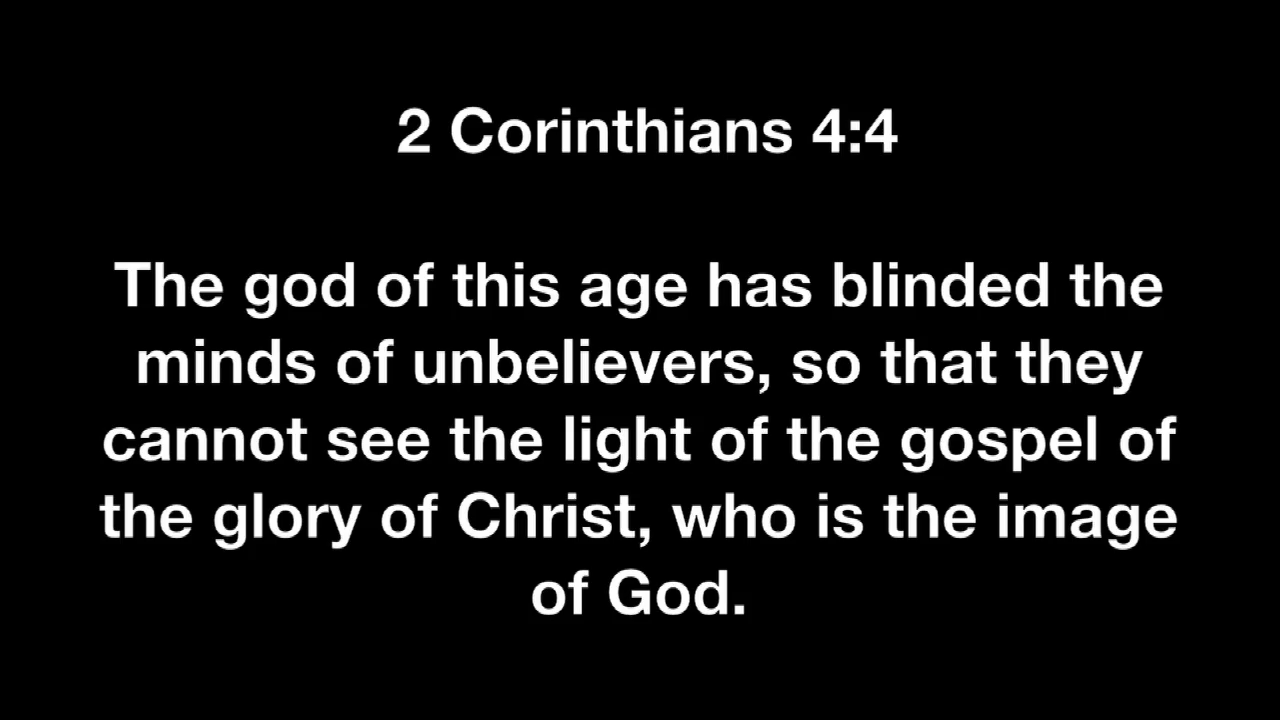 2 Corinthians 4:4
The god of this age has blinded the
minds of unbelievers, so that they
cannot see the light of the gospel of
the glory of Christ, who is the image
of God.